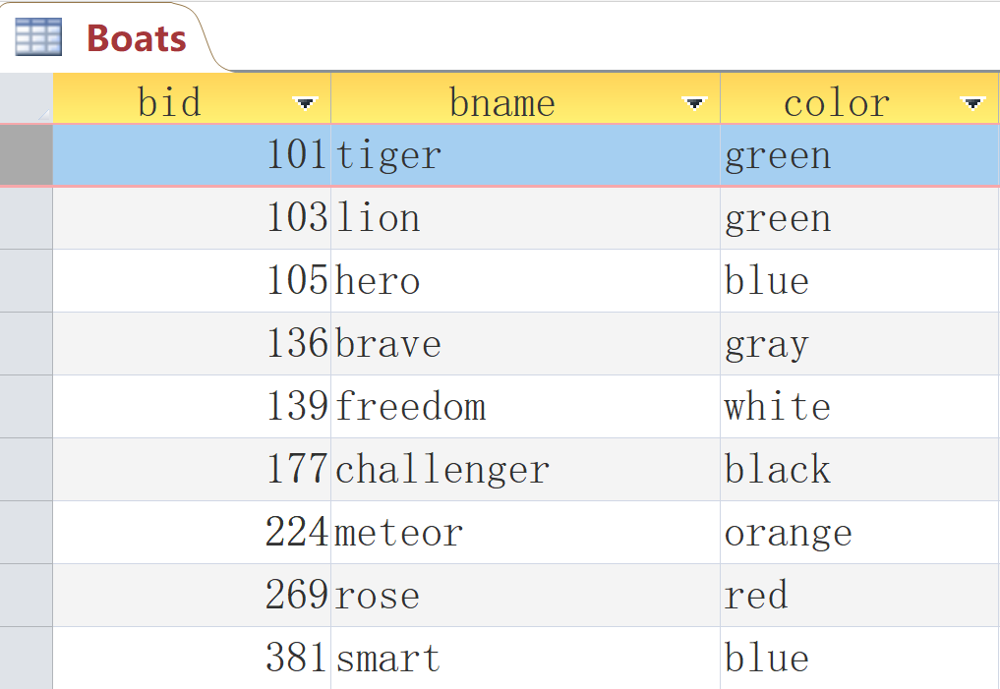 Boats
bid bname color
101 tiger green
103 lion green
105 hero blue
136 brave gray
139 freedom white
177 challenger black
224 meteor orange
269 rose red
381 smart blue